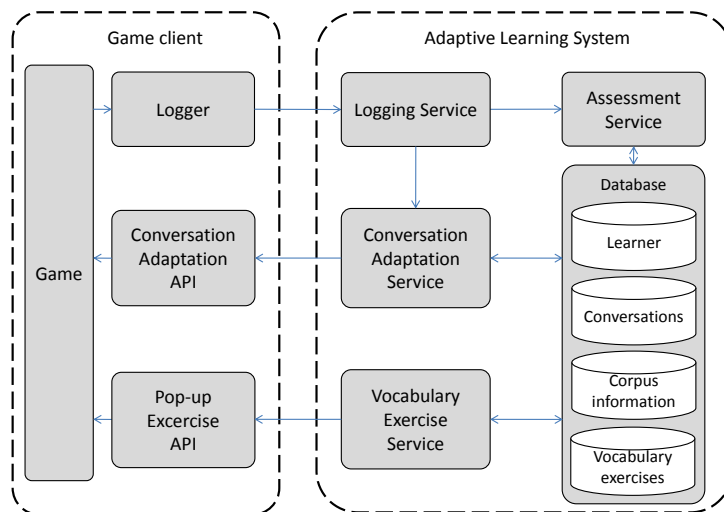 Game client
Adaptive Learning System
Game
Logger
Logging Service
Assessment
Service
Conversation
Adaptation
API
Conversation
Adaptation
Service
Pop-up
Excercise
API
Vocabulary
Exercise
Service
Database
Learner
Conversations
Corpus
information
Vocabulary
exercises